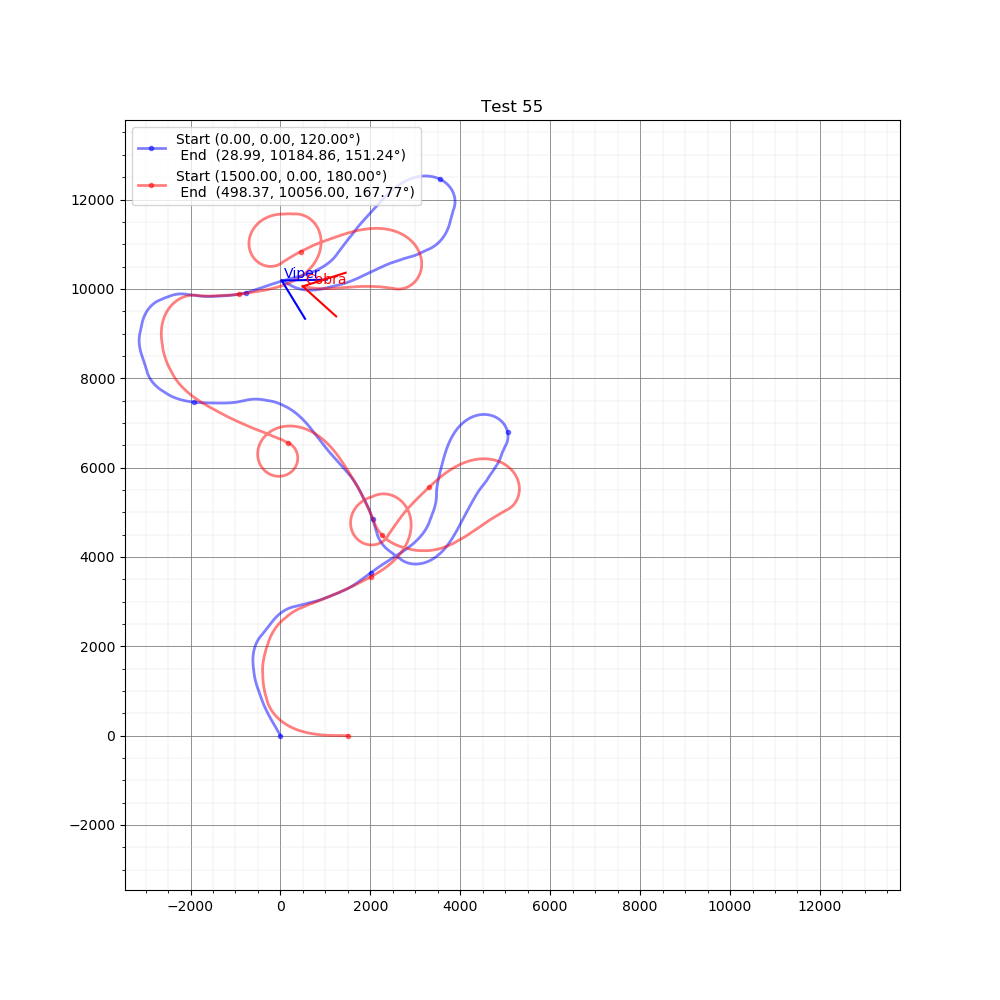 Test 55
Start (0.00, 0.00, 120.00°)
End (28.99, 10184.86, 151.24°)
Start (1500.00, 0.00, 180.00°)
End (498.37, 10056.00, 167.77°)
12000
10000
8000
6000
4000
2000
0
−2000
Viper
Cobra
−2000 0 2000 4000 6000 8000 10000 12000